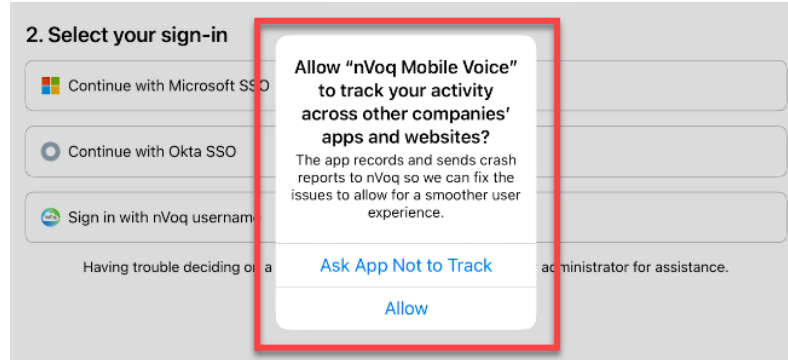 2. Select your sign-in
Continue with Microsoft SSO
Continue with Okta SSO
Sign in with nVoq username
Having trouble deciding on a
administrator for assistance.
Allow “nVoq Mobile Voice”
to track your activity
across other companies’
apps and websites?
The app records and sends crash
reports to nVoq so we can fix the
issues to allow for a smoother user
experience.
Ask App Not to Track
Allow